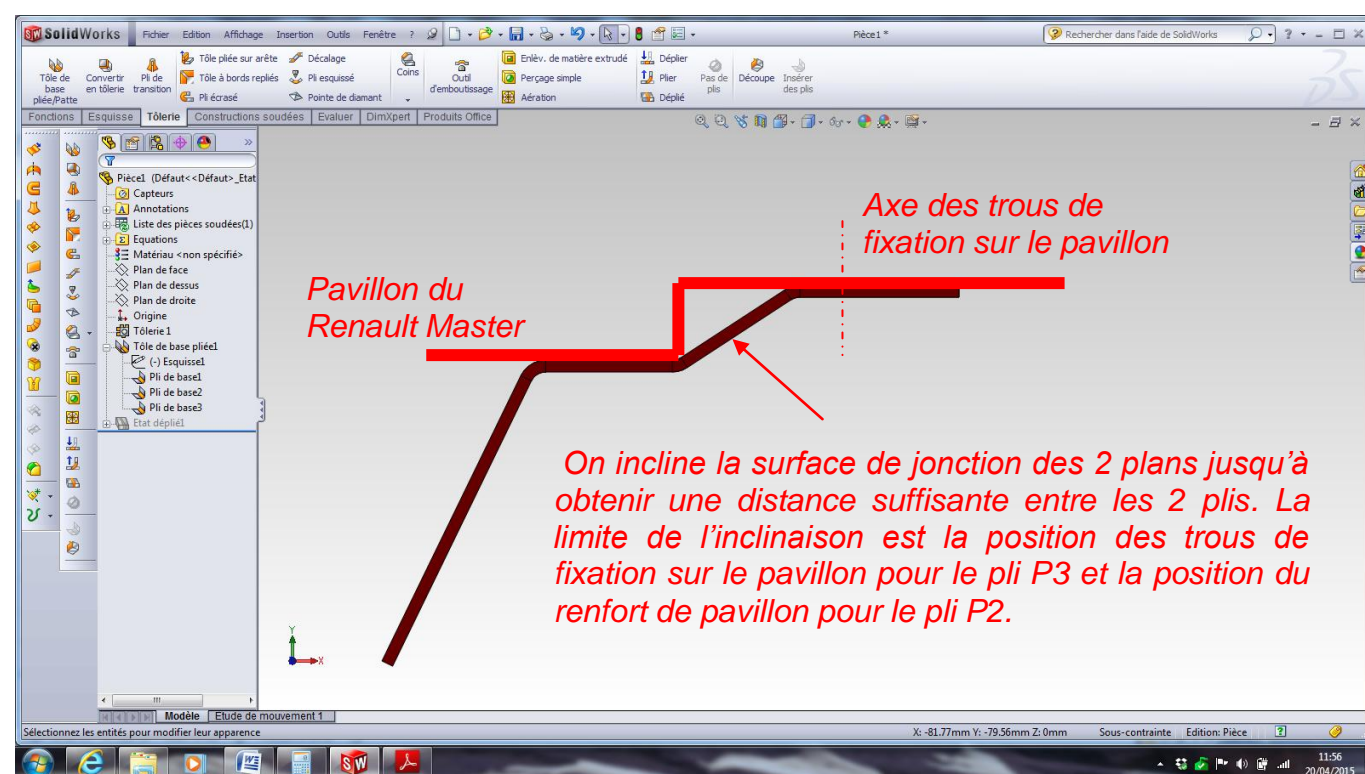 SolidWorks Fichier Edition Affichage Insertion Outils Fenêtre ? Pièce1 * Rechercher dans l'aide de SolidWorks
Tôle de base pliée/Patte
Convertir en tôlerie
Pli de transition
Tôle pliée sur arête
Tôle à bords repliés
Pli écrasé
Décalage
Pli esquissé
Pointe de diamant
Coins
Outil d'emboutissage
Enlèv. de matière extrudé
Perçage simple
Aération
Déplier
Plier
Déplié
Pas de plis
Découpe
Insérer des plis
Fonctions Esquisse Tôlerie Constructions soudées Evaluer DimXpert Produits Office
Pièce1 (Défaut<<Défaut>_Etat
Capteurs
Annotations
Liste des pièces soudées(1)
Equations
Matériau <non spécifié>
Plan de face
Plan de dessus
Plan de droite
Origine
Tôlerie1
Tôle de base pliée1
(-) Esquisse1
Pli de base1
Pli de base2
Pli de base3
Etat déplié1
Axe des trous de
fixation sur le pavillon
Pavillon du
Renault Master
On incline la surface de jonction des 2 plans jusqu'à
obtenir une distance suffisante entre les 2 plis. La
limite de l'inclinaison est la position des trous de
fixation sur le pavillon pour le pli P3 et la position du
renfort de pavillon pour le pli P2.
Y
X
Modèle Etude de mouvement 1
Sélectionnez les entités pour modifier leur apparence X: -81.77mm Y: -79.56mm Z: 0mm Sous-contrainte Edition: Pièce
11:56
20/04/2015